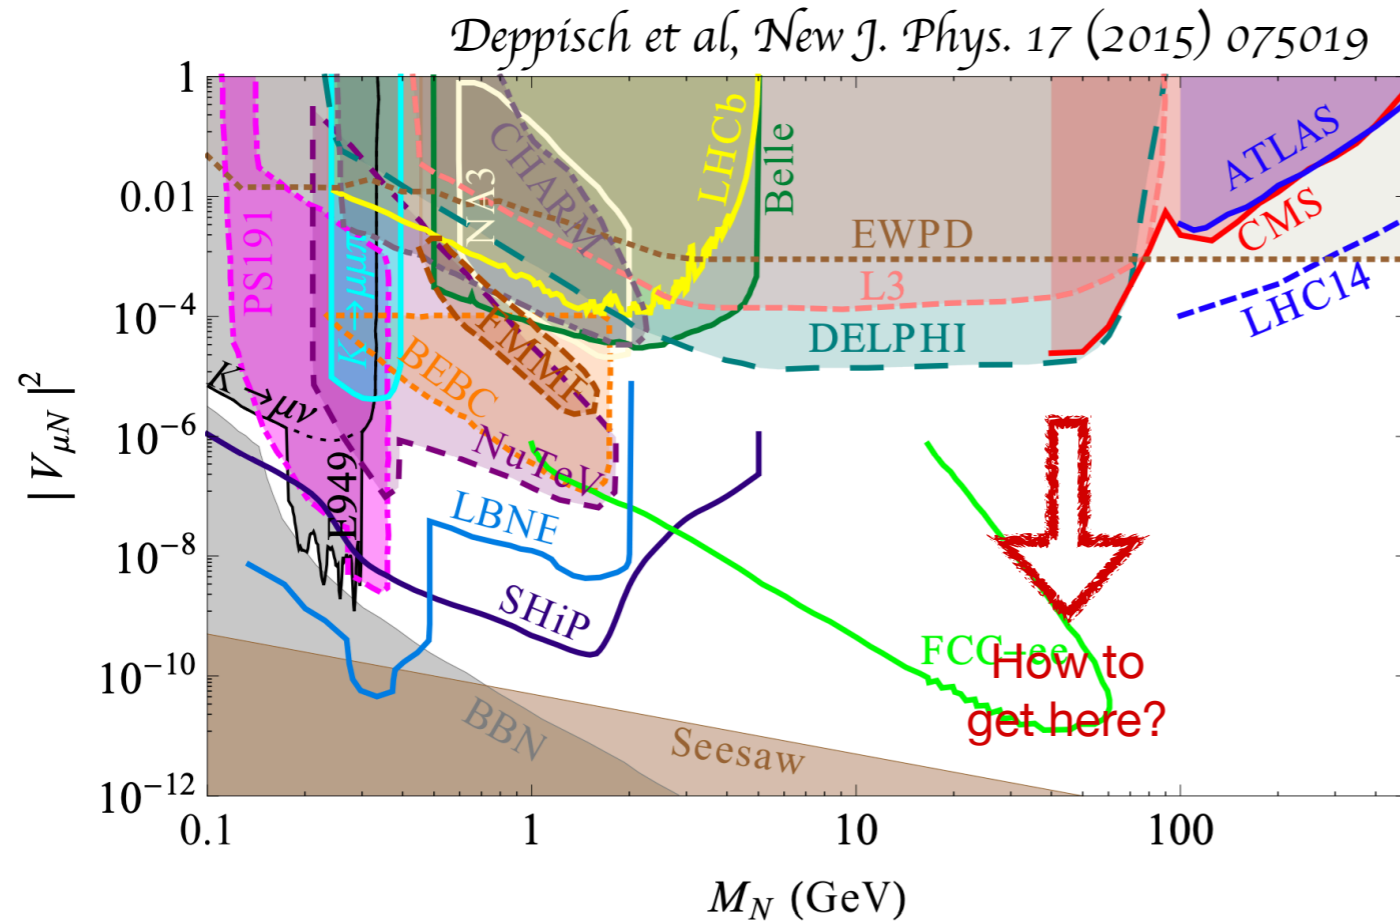 Deppisch et al, New J. Phys. 17 (2015) 075019
1
0.01
10⁻⁴
10⁻⁶
10⁻⁸
10⁻¹⁰
10⁻¹²
|V_{μN}|²
PS191
K→μμπ
NA3
CHARM
LHCb
Belle
EWPD
L3
DELPHI
ATLAS
CMS
LHC14
FMMF
BEBC
NuTeV
K→μν
E949
LBNE
SHiP
FCC-ee
How to
get here?
BBN
Seesaw
0.1
1
10
100
M_N (GeV)